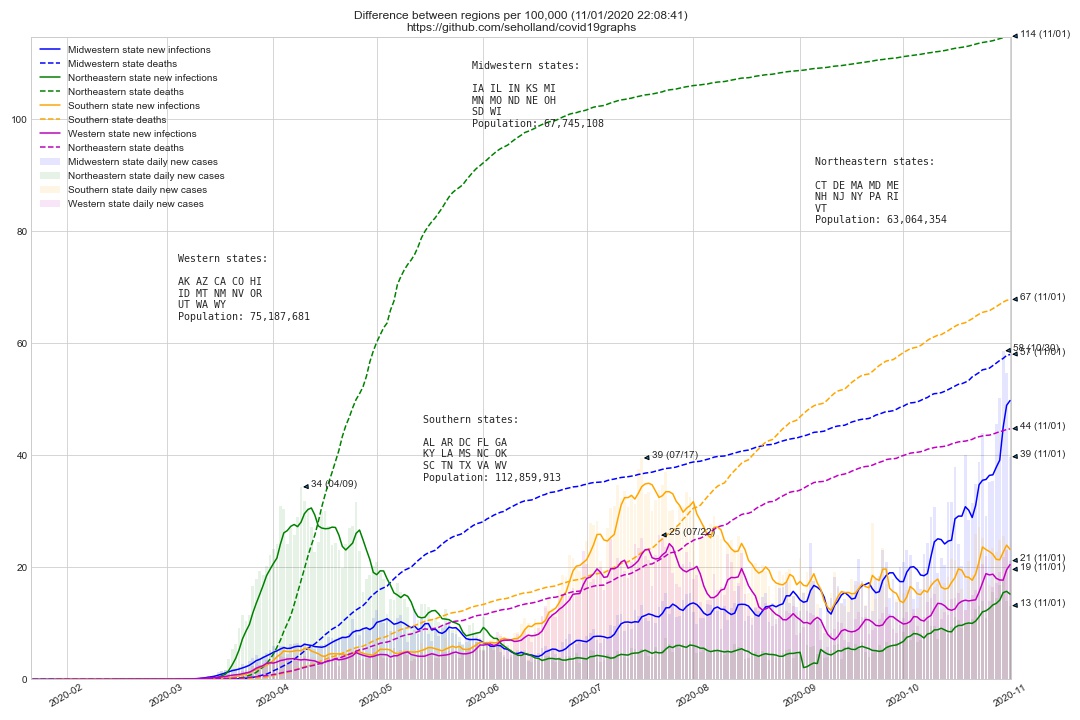 Difference between regions per 100,000 (11/01/2020 22:08:41)
https://github.com/seholland/covid19graphs
Midwestern state new infections
Midwestern state deaths
Northeastern state new infections
Northeastern state deaths
Southern state new infections
Southern state deaths
Western state new infections
Northeastern state deaths
Midwestern state daily new cases
Northeastern state daily new cases
Southern state daily new cases
Western state daily new cases
Midwestern states:
IA IL IN KS MI
MN MO ND NE OH
SD WI
Population: 67,745,108
Northeastern states:
CT DE MA MD ME
NH NJ NY PA RI
VT
Population: 63,064,354
Western states:
AK AZ CA CO HI
ID MT NM NV OR
UT WA WY
Population: 75,187,681
Southern states:
AL AR DC FL GA
KY LA MS NC OK
SC TN TX VA WV
Population: 112,859,913
114 (11/01)
67 (11/01)
58 (10/30)
57 (11/01)
44 (11/01)
39 (11/01)
21 (11/01)
19 (11/01)
13 (11/01)
34 (04/09)
39 (07/17)
25 (07/22)
100
80
60
40
20
0
2020-02
2020-03
2020-04
2020-05
2020-06
2020-07
2020-08
2020-09
2020-10
2020-11